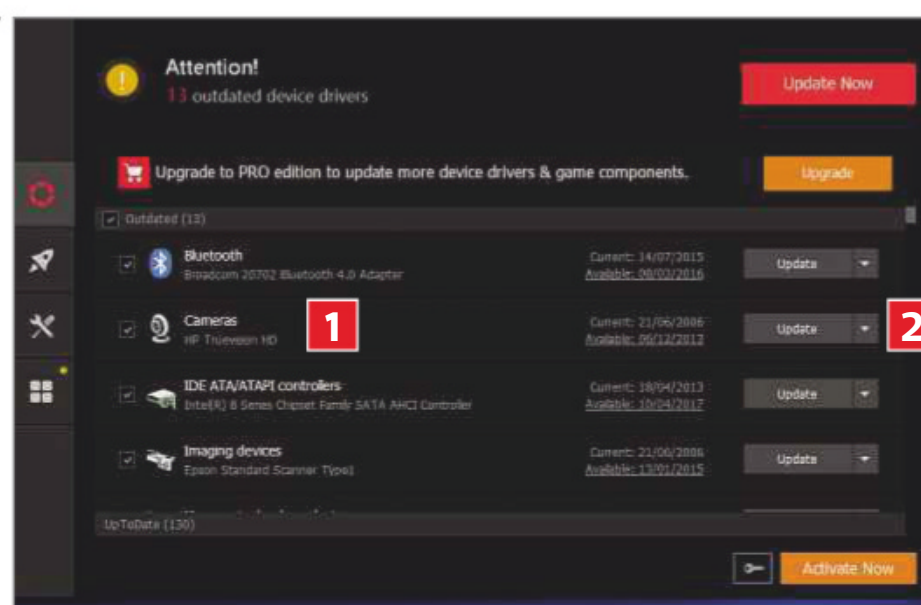 Attention!
13 outdated device drivers
Update Now
Upgrade to PRO edition to update more device drivers & game components.
Upgrade
Outdated (13)
Bluetooth
Broadcom 20702 Bluetooth 4.0 Adapter
Current: 14/07/2015
Available: 08/03/2016
Update
Cameras
HP Truevision HD
1
Current: 21/06/2006
Available: 06/12/2013
Update
2
IDE ATA/ATAPI controllers
Intel(R) 8 Series Chipset Family SATA AHCI Controller
Current: 18/04/2013
Available: 10/04/2017
Update
Imaging devices
Epson Standard Scanner Type1
Current: 21/06/2006
Available: 13/01/2015
Update
UpToDate (130)
Activate Now